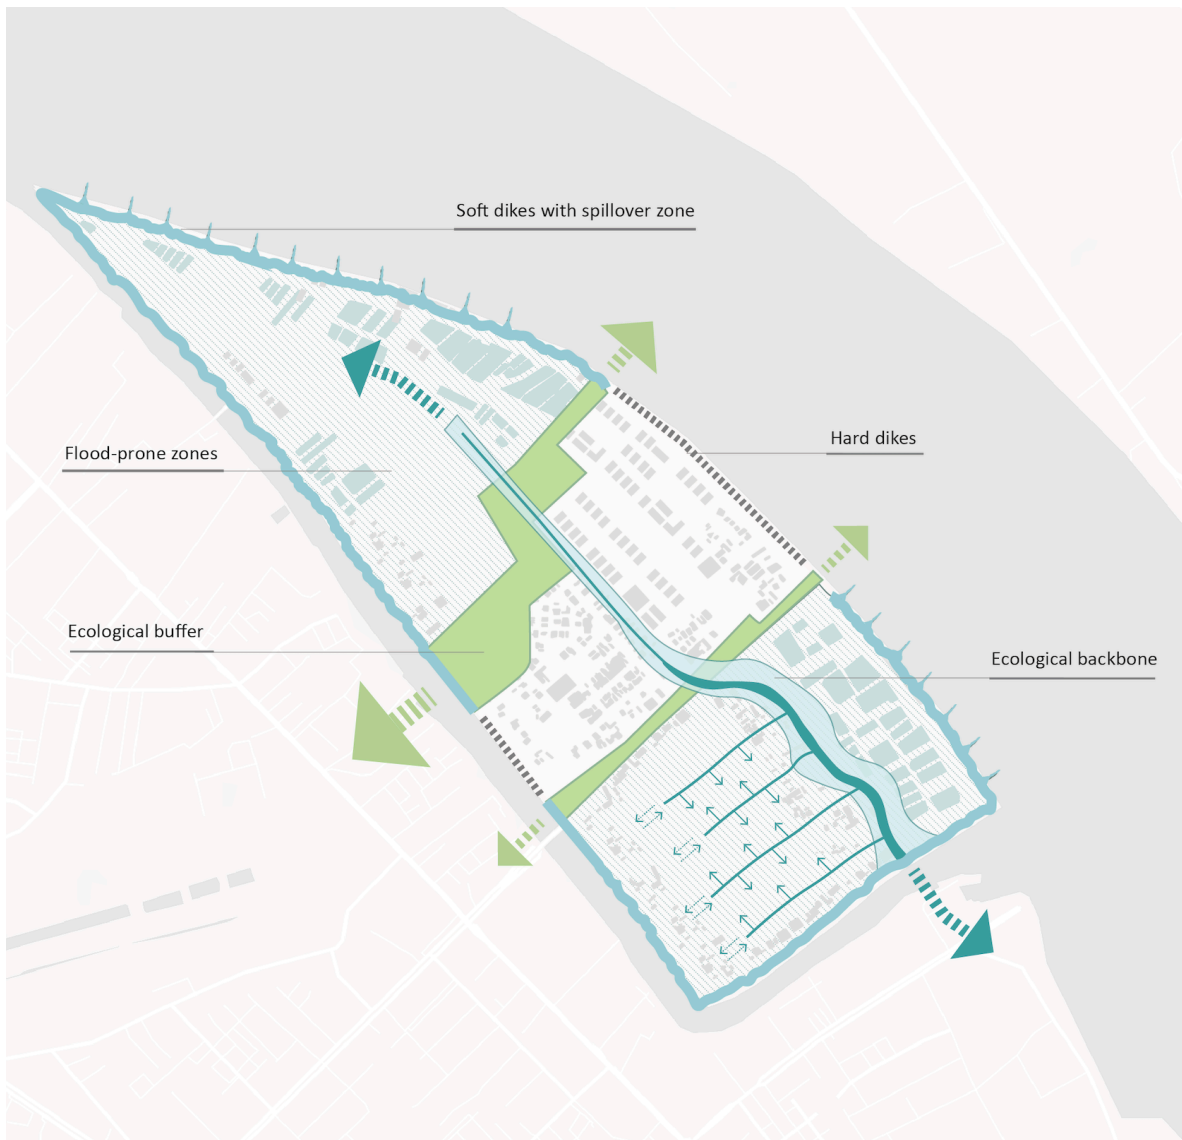 Soft dikes with spillover zone
Hard dikes
Flood-prone zones
Ecological buffer
Ecological backbone